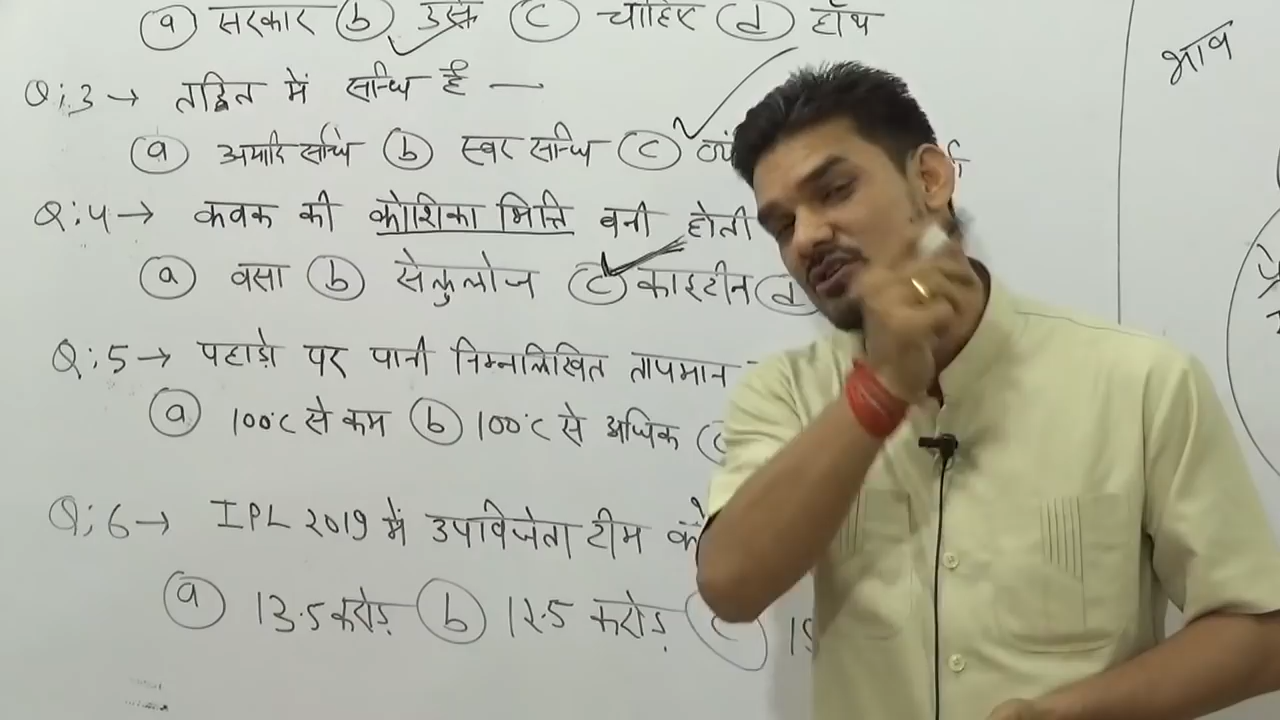 (a) सरकार (b) उसके (c) चाहिए (d) हाँथ
Q;3→ तद्धित में सन्धि है —
(a) अयादि सन्धि (b) स्वर सन्धि (c)
Q;4→ कवक की कोशिका भित्ति बनी होती
(a) वसा (b) सेलुलोज (c) काइटीन (d)
Q;5→ पहाड़ो पर पानी निम्नलिखित तापमान
(a) 100°C से कम (b) 100°C से अधिक (c)
Q;6→ IPL 2019 में उपविजेता टीम को
(a) 13.5 करोड़ (b) 12.5 करोड़ (c)
भाव